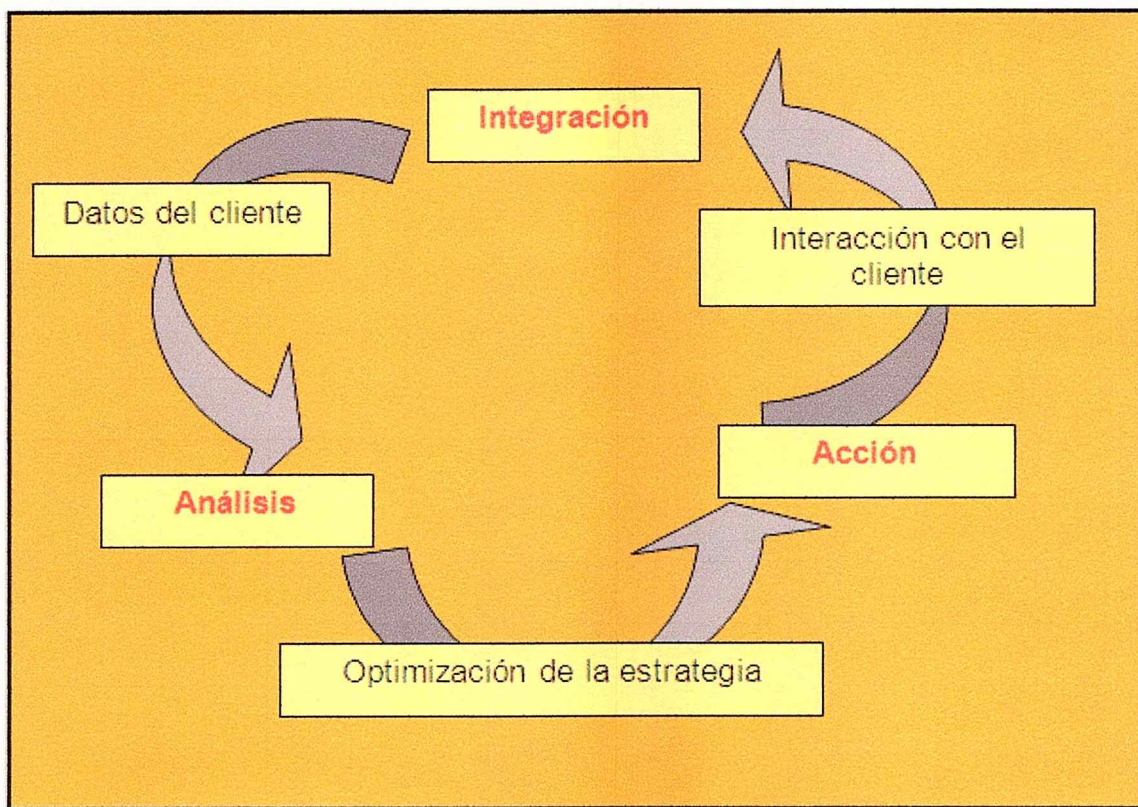 Integración
Datos del cliente
Interacción con el
cliente
Acción
Análisis
Optimización de la estrategia